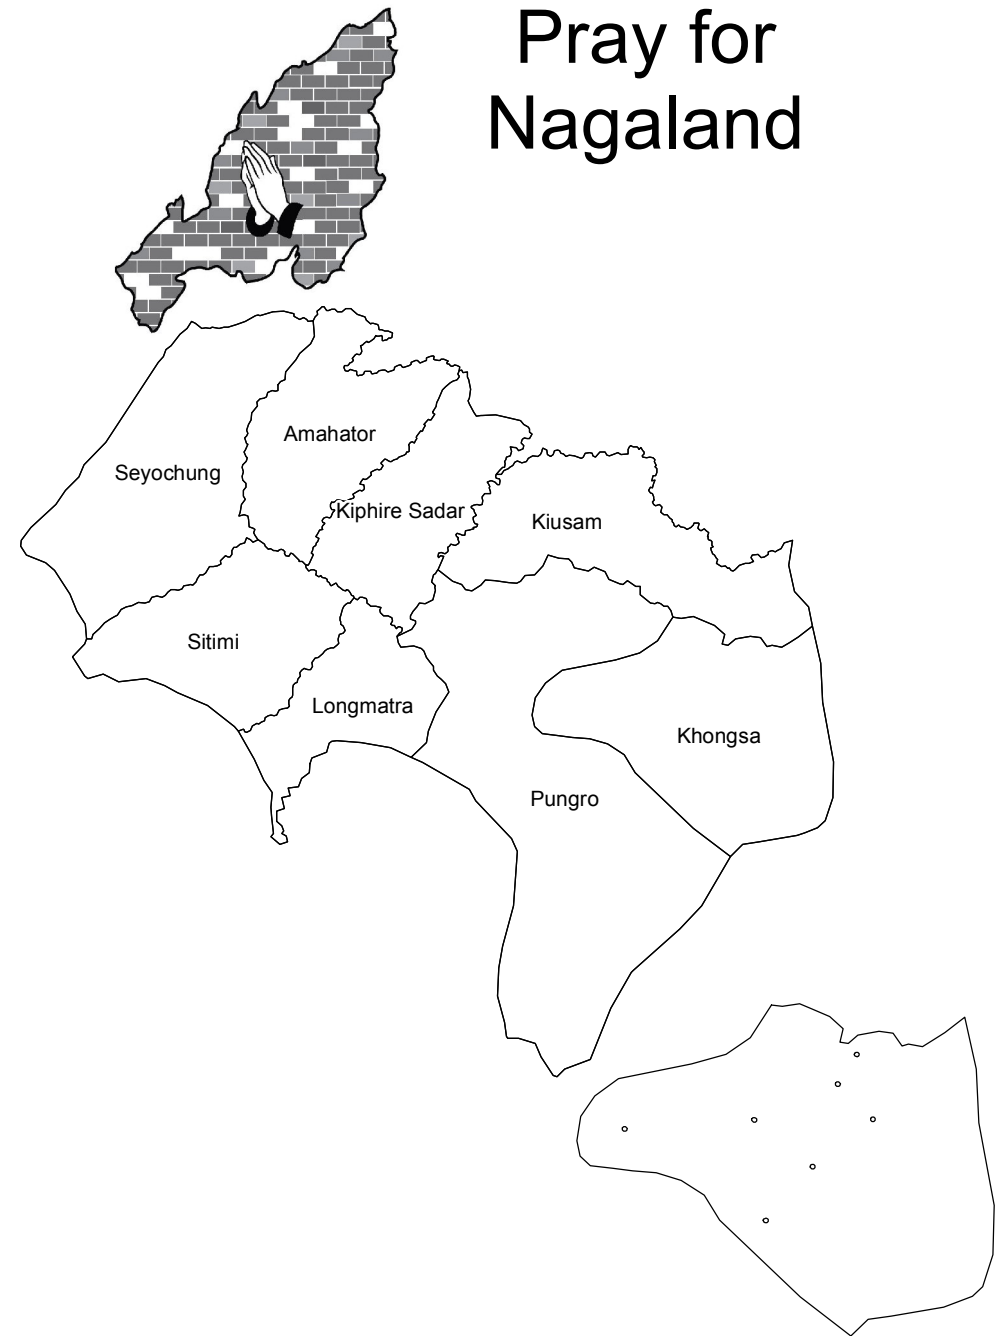 Pray for
Nagaland
Amahator
Seyochung
Kiphire Sadar
Kiusam
Sitimi
Longmatra
Khongsa
Pungro